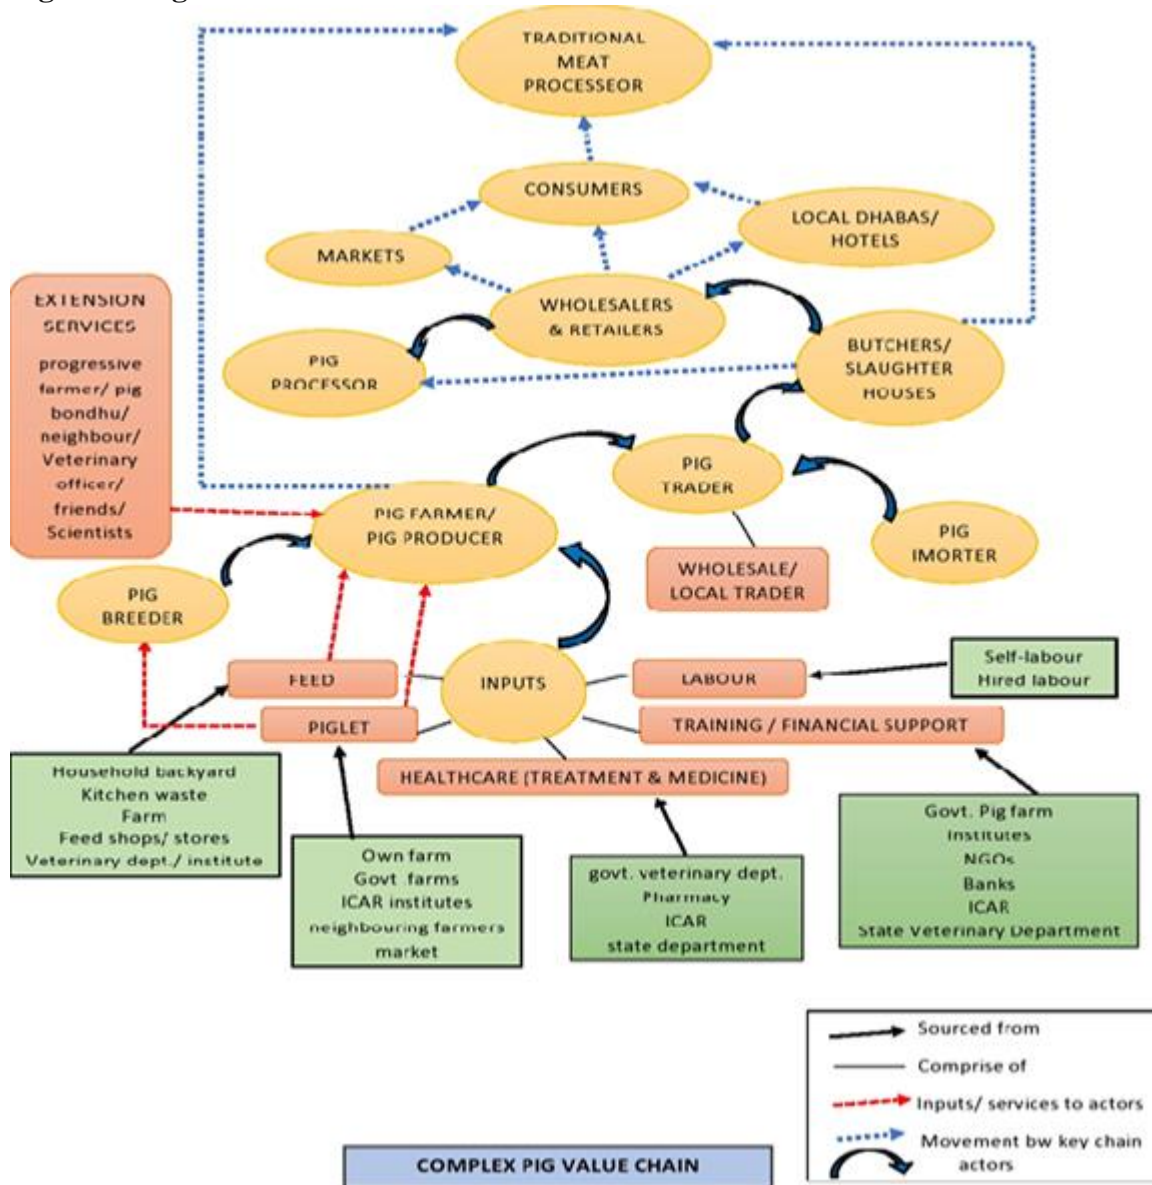 TRADITIONAL
MEAT
PROCESSEOR
CONSUMERS
LOCAL DHABAS/
HOTELS
MARKETS
WHOLESALERS
& RETAILERS
PIG
PROCESSOR
BUTCHERS/
SLAUGHTER
HOUSES
EXTENSION
SERVICES
progressive
farmer/ pig
bondhu/
neighbour/
Veterinary
officer/
friends/
Scientists
PIG
TRADER
PIG FARMER/
PIG PRODUCER
PIG
IMORTER
WHOLESALE/
LOCAL TRADER
PIG
BREEDER
FEED
INPUTS
LABOUR
Self-labour
Hired labour
PIGLET
TRAINING / FINANCIAL SUPPORT
HEALTHCARE (TREATMENT & MEDICINE)
Household backyard
Kitchen waste
Farm
Feed shops/ stores
Veterinary dept./ institute
Own farm
Govt farms
ICAR institutes
neighbouring farmers
market
govt. veterinary dept.
Pharmacy
ICAR
state department
Govt. Pig farm
Institutes
NGOs
Banks
ICAR
State Veterinary Department
Sourced from
Comprise of
Inputs/ services to actors
Movement bw key chain
actors
COMPLEX PIG VALUE CHAIN